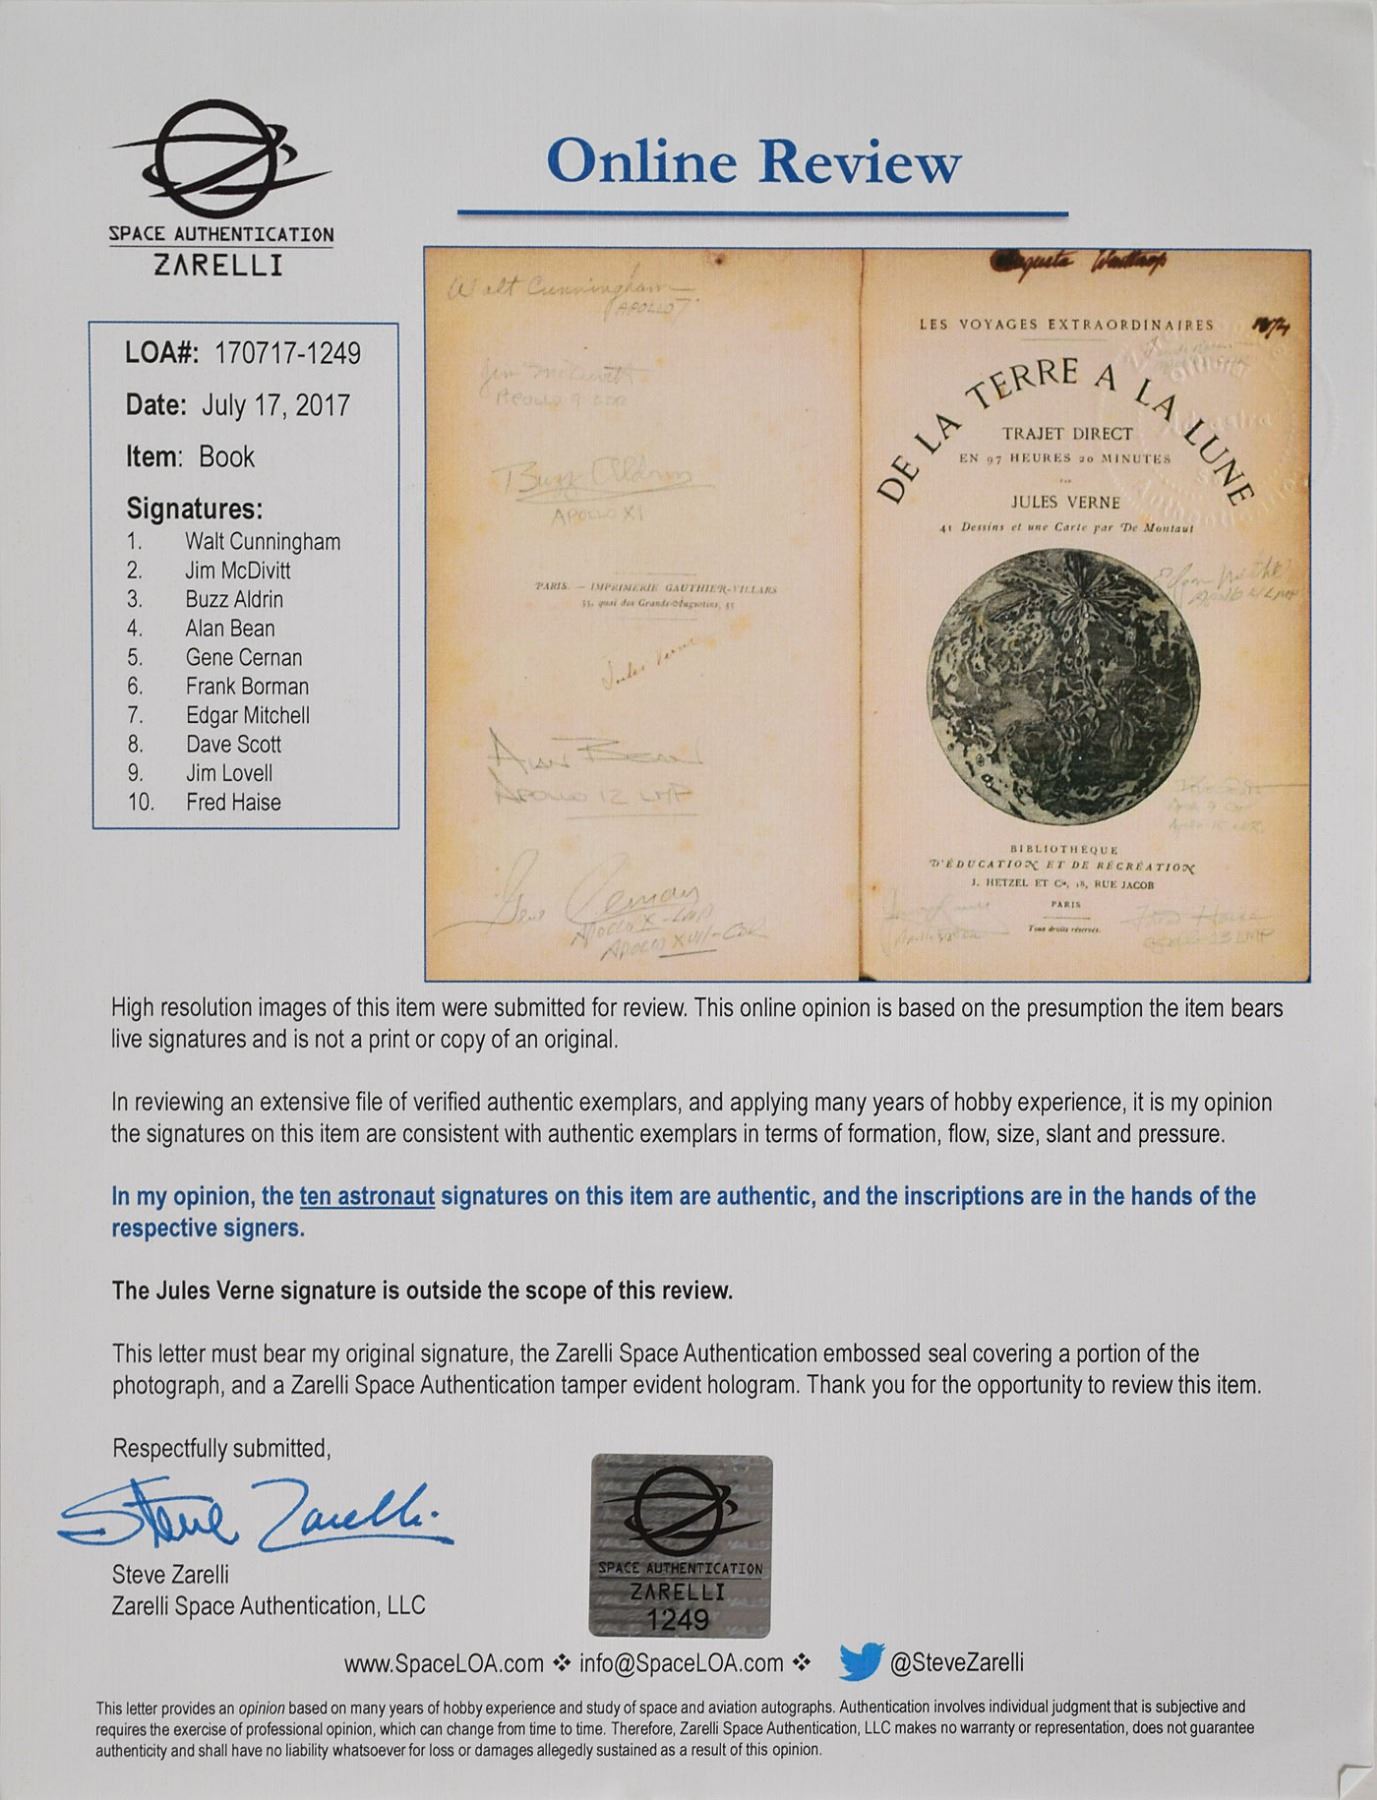 Online Review
SPACE AUTHENTICATION
ZARELLI
LOA#: 170717-1249
Date: July 17, 2017
Item: Book
Signatures:
1. Walt Cunningham
2. Jim McDivitt
3. Buzz Aldrin
4. Alan Bean
5. Gene Cernan
6. Frank Borman
7. Edgar Mitchell
8. Dave Scott
9. Jim Lovell
10. Fred Haise
Walt Cunningham
APOLLO 7
Jim McDivitt
Apollo 9 CDR
Buzz Aldrin
APOLLO XI
PARIS. — IMPRIMERIE GAUTHIER-VILLARS
55, quai des Grands-Augustins, 55
Jules Verne
Alan Bean
APOLLO 12 LMP
Gene Cernan
Apollo X-LMP
Apollo XVII-CDR
Augusta Winthrop
LES VOYAGES EXTRAORDINAIRES
1874
DE LA TERRE A LA LUNE
TRAJET DIRECT
EN 97 HEURES 20 MINUTES
PAR
JULES VERNE
41 Dessins et une Carte par De Montaut
Edgar Mitchell
BIBLIOTHÈQUE
D'ÉDUCATION ET DE RÉCRÉATION
J. HETZEL ET Cie, 18, RUE JACOB
PARIS
Tous droits réservés.
Fred Haise
Apollo 13 LMP
High resolution images of this item were submitted for review. This online opinion is based on the presumption the item bears
live signatures and is not a print or copy of an original.
In reviewing an extensive file of verified authentic exemplars, and applying many years of hobby experience, it is my opinion
the signatures on this item are consistent with authentic exemplars in terms of formation, flow, size, slant and pressure.
In my opinion, the ten astronaut signatures on this item are authentic, and the inscriptions are in the hands of the
respective signers.
The Jules Verne signature is outside the scope of this review.
This letter must bear my original signature, the Zarelli Space Authentication embossed seal covering a portion of the
photograph, and a Zarelli Space Authentication tamper evident hologram. Thank you for the opportunity to review this item.
Respectfully submitted,
Steve Zarelli
Steve Zarelli
Zarelli Space Authentication, LLC
SPACE AUTHENTICATION
ZARELLI
1249
www.SpaceLOA.com ❖ info@SpaceLOA.com ❖ @SteveZarelli
This letter provides an opinion based on many years of hobby experience and study of space and aviation autographs. Authentication involves individual judgment that is subjective and
requires the exercise of professional opinion, which can change from time to time. Therefore, Zarelli Space Authentication, LLC makes no warranty or representation, does not guarantee
authenticity and shall have no liability whatsoever for loss or damages allegedly sustained as a result of this opinion.